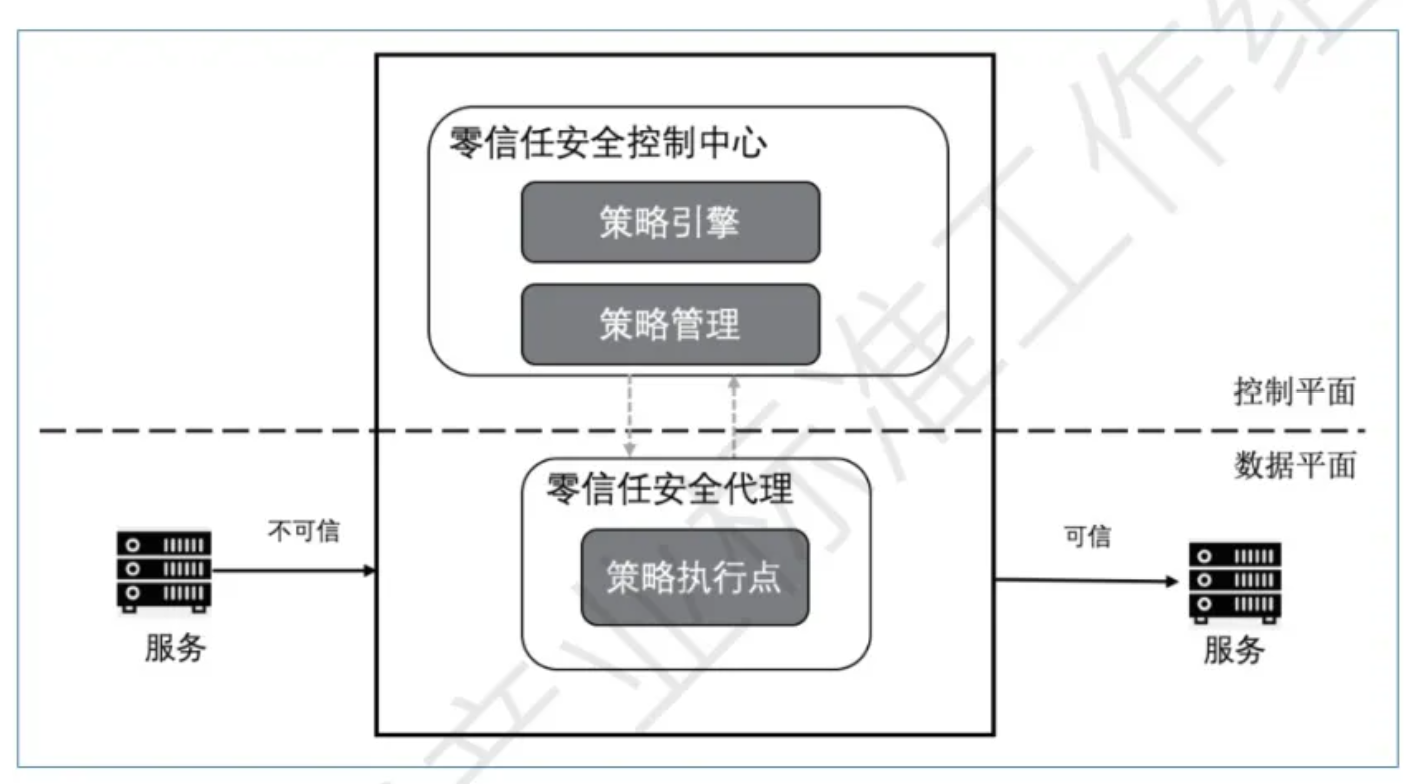 零信任安全控制中心
策略引擎
策略管理
控制平面
数据平面
零信任安全代理
不可信
可信
策略执行点
服务
服务
产业标准工作组